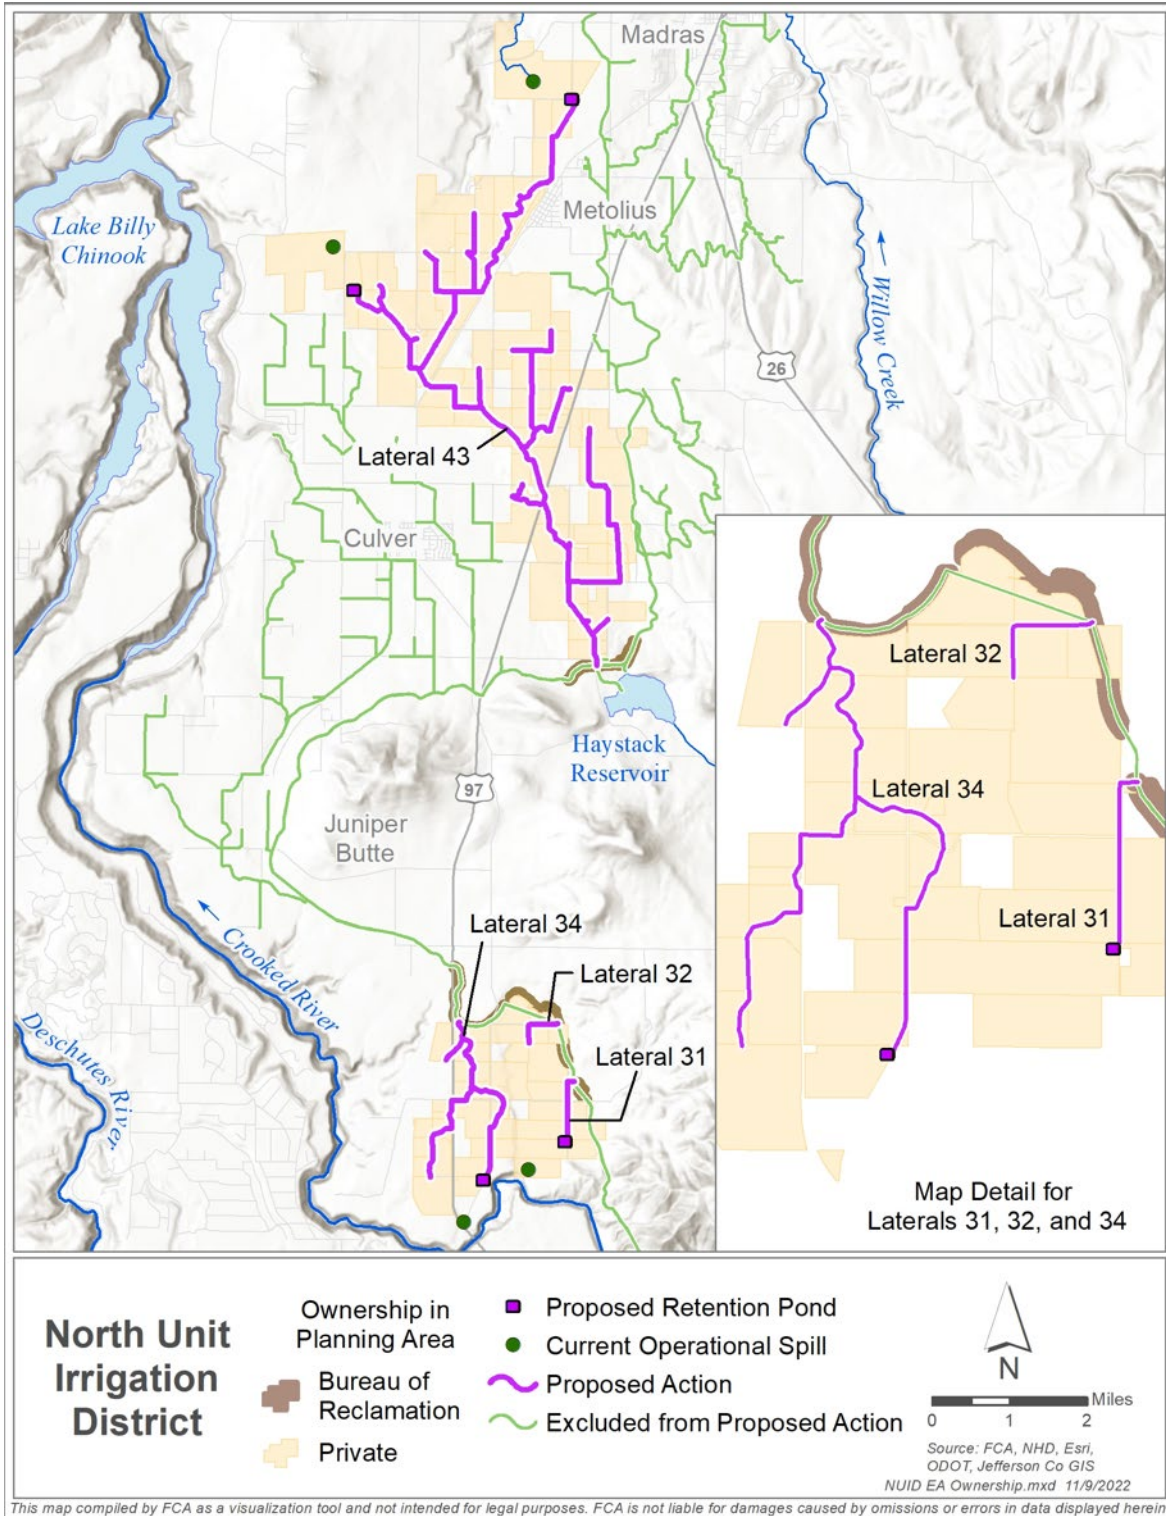 Madras
Metolius
Lake Billy
Chinook
Willow Creek
26
Lateral 43
Culver
Haystack
Reservoir
97
Juniper
Butte
Lateral 34
Crooked River
Lateral 32
Deschutes River
Lateral 31
Lateral 32
Lateral 34
Lateral 31
Map Detail for
Laterals 31, 32, and 34
North Unit
Irrigation
District
Ownership in
Planning Area
Bureau of
Reclamation
Private
Proposed Retention Pond
Current Operational Spill
Proposed Action
Excluded from Proposed Action
N
Miles
0 1 2
Source: FCA, NHD, Esri,
ODOT, Jefferson Co GIS
NUID EA Ownership.mxd 11/9/2022
This map compiled by FCA as a visualization tool and not intended for legal purposes. FCA is not liable for damages caused by omissions or errors in data displayed herein